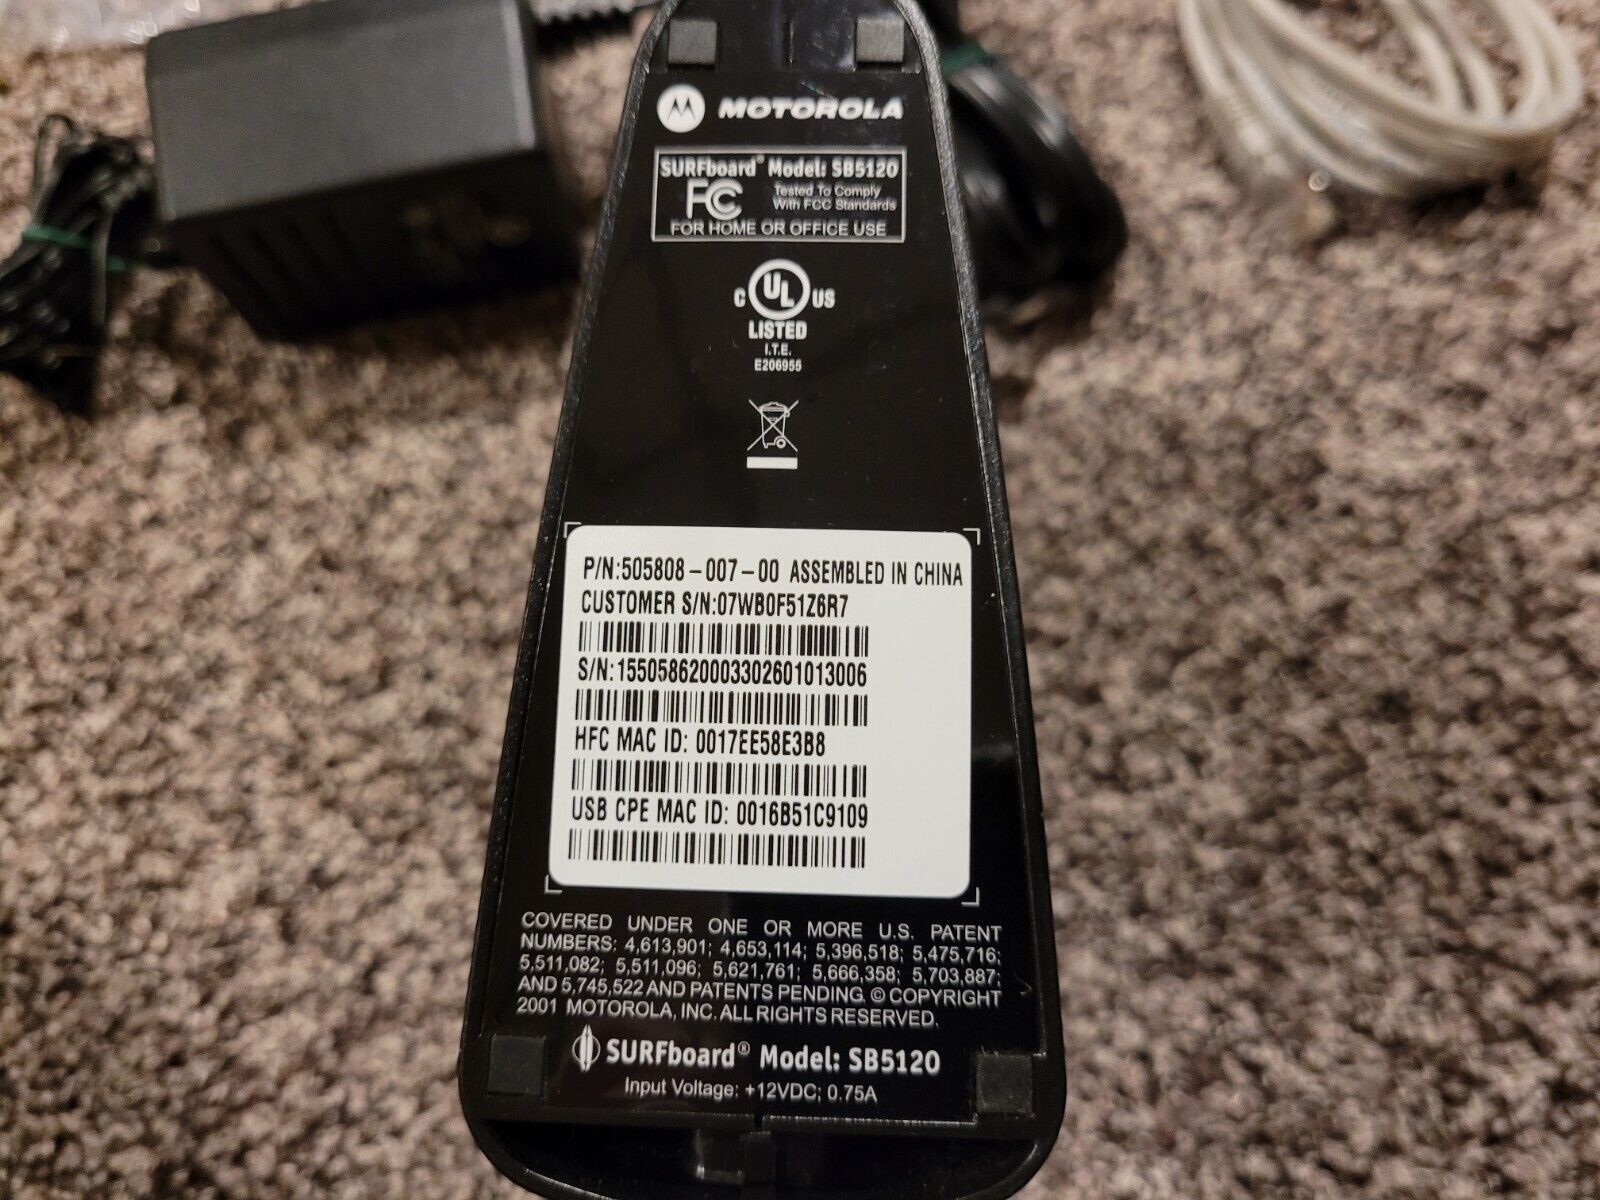 MOTOROLA
SURFboard® Model: SB5120
FC Tested To Comply
With FCC Standards
FOR HOME OR OFFICE USE
C UL US
LISTED
I.T.E.
E206955
P/N:505808-007-00 ASSEMBLED IN CHINA
CUSTOMER S/N:07WB0F51Z6R7
S/N:155058620003302601013006
HFC MAC ID: 0017EE58E3B8
USB CPE MAC ID: 0016B51C9109
COVERED UNDER ONE OR MORE U.S. PATENT
NUMBERS: 4,613,901; 4,653,114; 5,396,518; 5,475,716;
5,511,082; 5,511,096; 5,621,761; 5,666,358; 5,703,887;
AND 5,745,522 AND PATENTS PENDING. © COPYRIGHT
2001 MOTOROLA, INC. ALL RIGHTS RESERVED.
SURFboard® Model: SB5120
Input Voltage: +12VDC; 0.75A